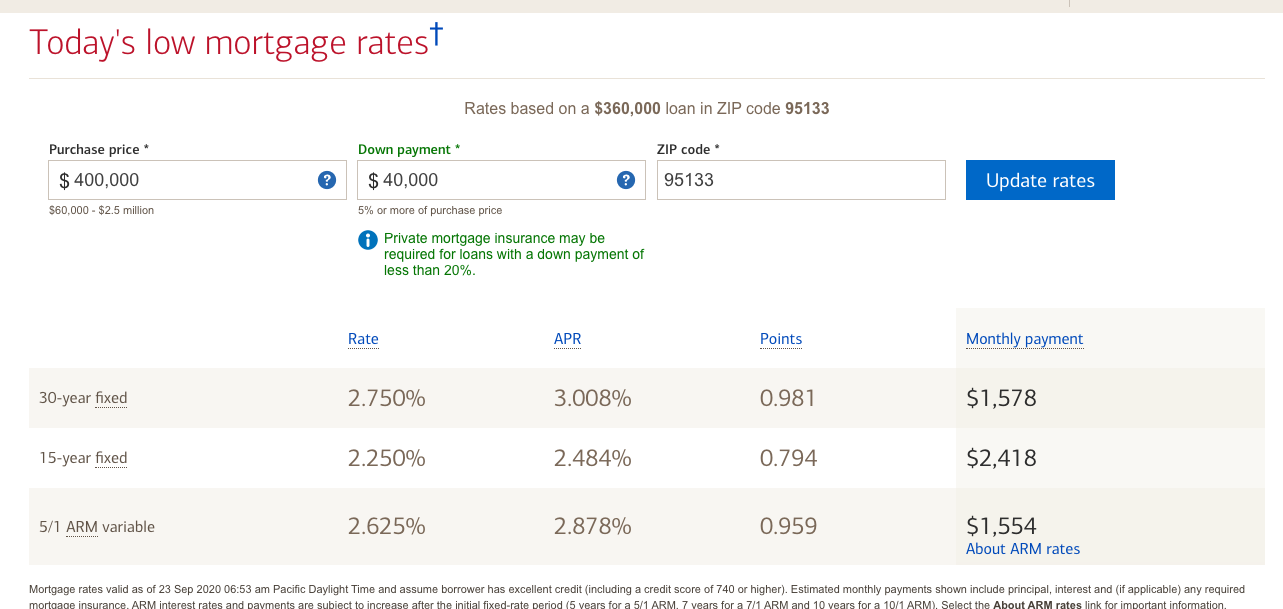 Today's low mortgage rates†
Rates based on a $360,000 loan in ZIP code 95133
Purchase price * Down payment * ZIP code *
$ 400,000 ? $ 40,000 ? 95133 Update rates
$60,000 - $2.5 million 5% or more of purchase price
i Private mortgage insurance may be
required for loans with a down payment of
less than 20%.
Rate APR Points Monthly payment
30-year fixed 2.750% 3.008% 0.981 $1,578
15-year fixed 2.250% 2.484% 0.794 $2,418
5/1 ARM variable 2.625% 2.878% 0.959 $1,554
About ARM rates
Mortgage rates valid as of 23 Sep 2020 06:53 am Pacific Daylight Time and assume borrower has excellent credit (including a credit score of 740 or higher). Estimated monthly payments shown include principal, interest and (if applicable) any required
mortgage insurance. ARM interest rates and payments are subject to increase after the initial fixed-rate period (5 years for a 5/1 ARM, 7 years for a 7/1 ARM and 10 years for a 10/1 ARM). Select the About ARM rates link for important information.